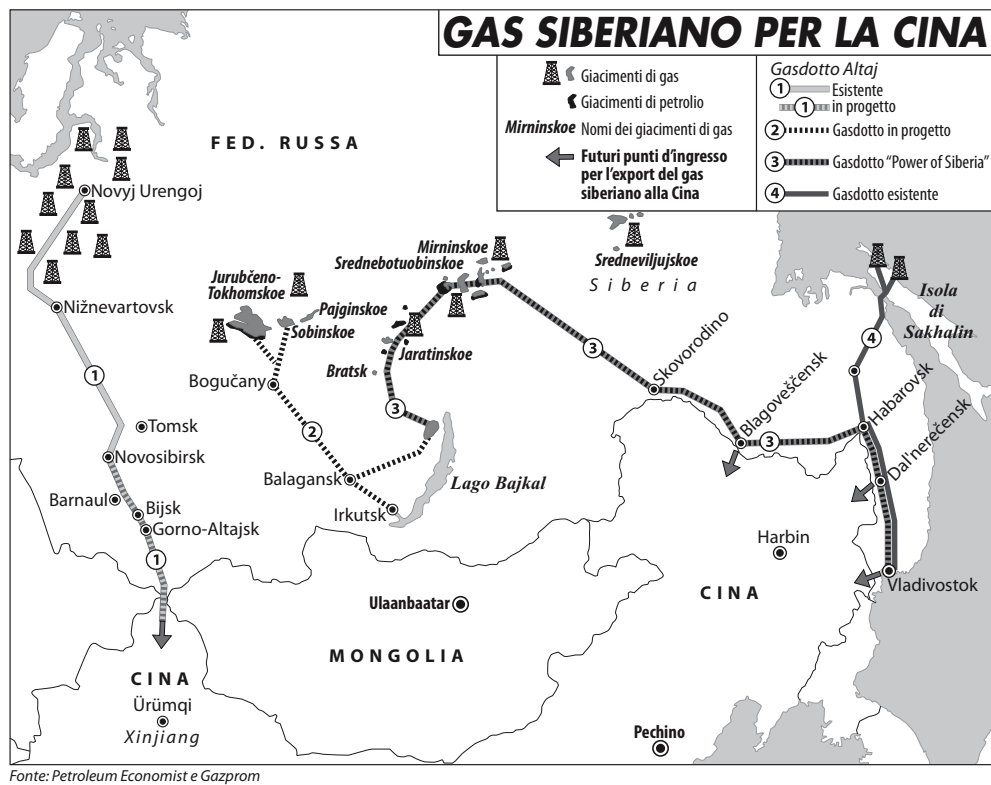 GAS SIBERIANO PER LA CINA
Giacimenti di gas
Giacimenti di petrolio
Mirninskoe Nomi dei giacimenti di gas
Futuri punti d'ingresso
per l'export del gas
siberiano alla Cina
Gasdotto Altaj
1 Esistente
1 in progetto
2 Gasdotto in progetto
3 Gasdotto "Power of Siberia"
4 Gasdotto esistente
FED. RUSSA
Novyj Urengoj
Nižnevartovsk
1
Tomsk
Novosibirsk
Barnaul
Bijsk
Gorno-Altajsk
1
CINA
Ürümqi
Xinjiang
Jurubčeno-
Tokhomskoe
Pajginskoe
Sobinskoe
Mirninskoe
Srednebotuobinskoe
Jaratinskoe
Bratsk
Bogučany
2
3
Balagansk
Irkutsk
Lago Bajkal
Sredneviljujskoe
Siberia
3
Skovorodino
Blagoveščensk
3
Isola
di
Sakhalin
4
Habarovsk
Dal'nerečensk
Vladivostok
Harbin
CINA
Ulaanbaatar
MONGOLIA
Pechino
Fonte: Petroleum Economist e Gazprom